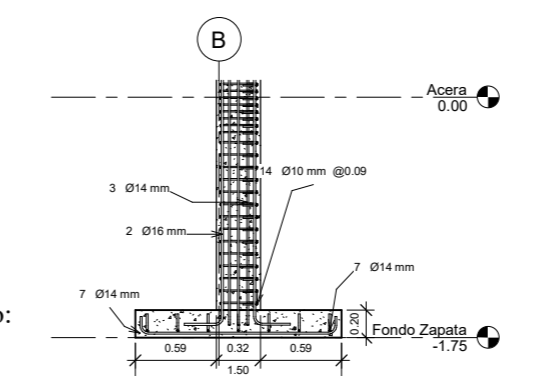 B
Acera
0.00
14 Ø10 mm @0.09
3 Ø14 mm
2 Ø16 mm
7 Ø14 mm
7 Ø14 mm
o:
0.20
Fondo Zapata
-1.75
0.59 0.32 0.59
1.50